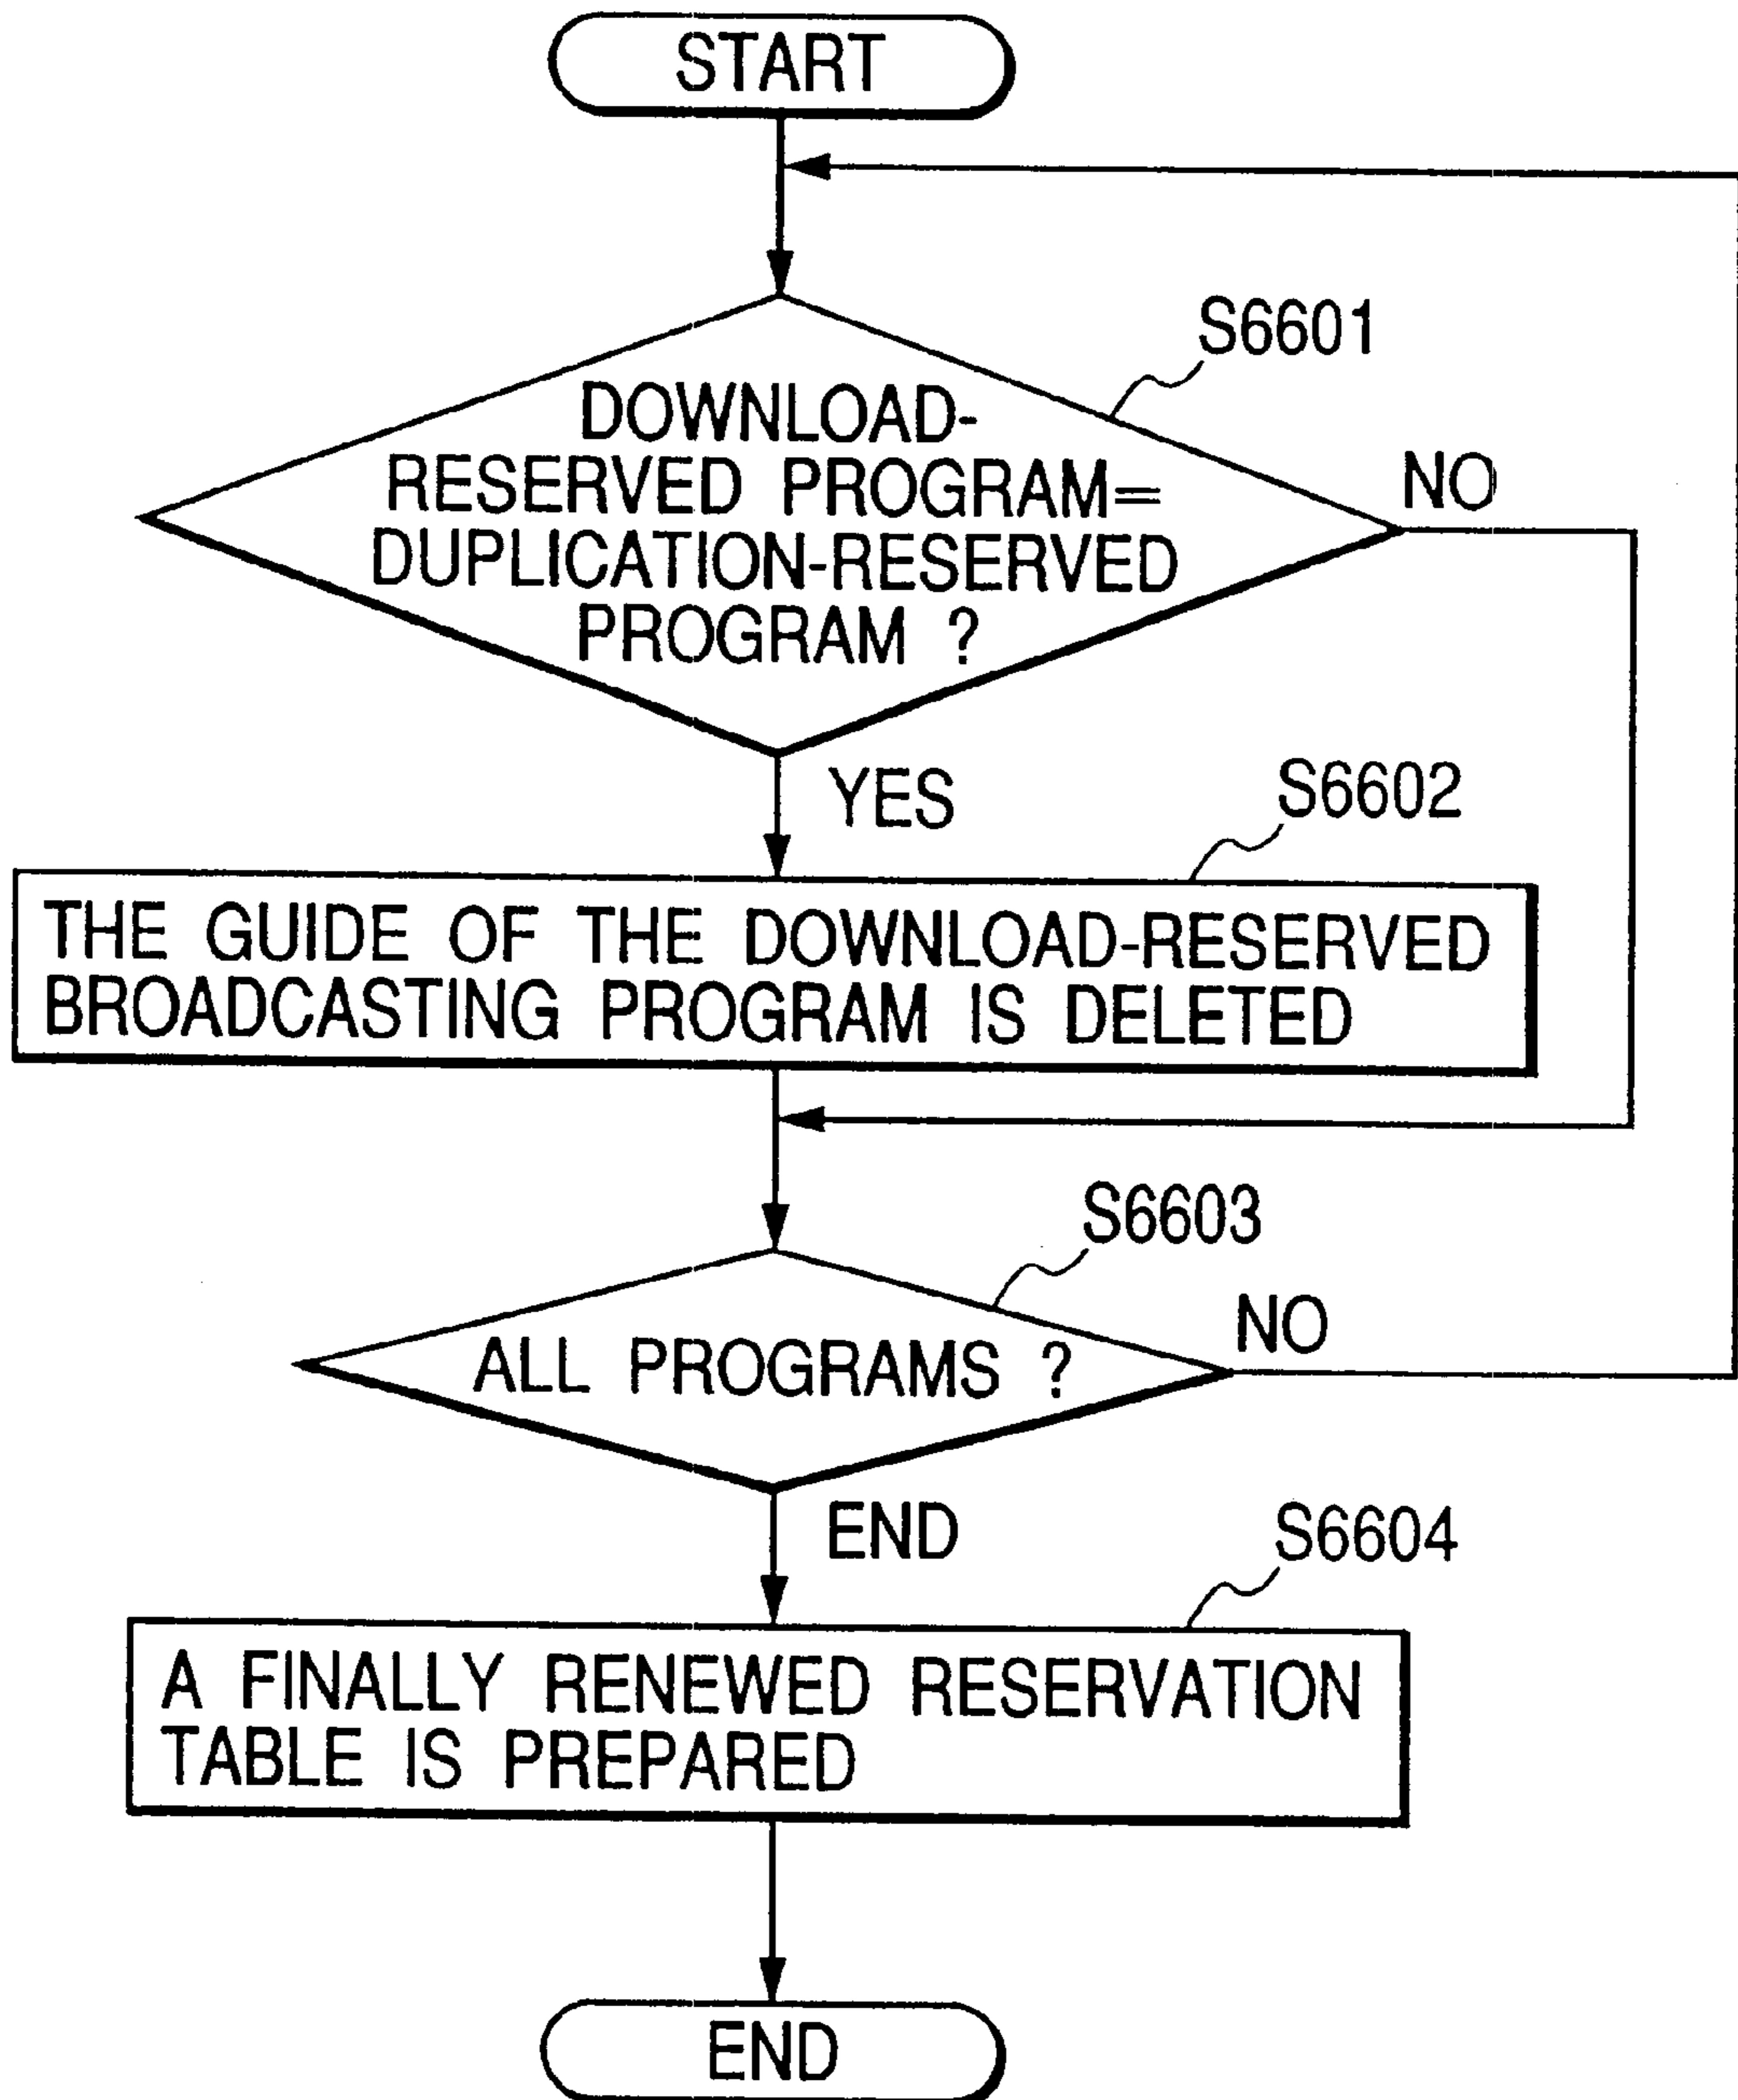 START
S6601
DOWNLOAD-
RESERVED PROGRAM=
DUPLICATION-RESERVED
PROGRAM ?
NO
YES
S6602
THE GUIDE OF THE DOWNLOAD-RESERVED
BROADCASTING PROGRAM IS DELETED
S6603
ALL PROGRAMS ?
NO
END
S6604
A FINALLY RENEWED RESERVATION
TABLE IS PREPARED
END